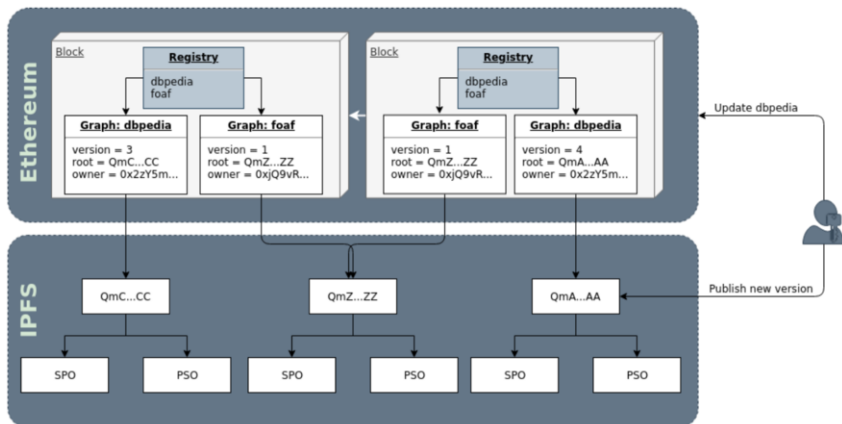 Ethereum
Block
Registry
dbpedia
foaf
Graph: dbpedia
version = 3
root = QmC...CC
owner = 0x2zY5m...
Graph: foaf
version = 1
root = QmZ...ZZ
owner = 0xjQ9vR...
Block
Registry
dbpedia
foaf
Graph: foaf
version = 1
root = QmZ...ZZ
owner = 0xjQ9vR...
Graph: dbpedia
version = 4
root = QmA...AA
owner = 0x2zY5m...
Update dbpedia
IPFS
QmC...CC
QmZ...ZZ
QmA...AA
Publish new version
SPO
PSO
SPO
PSO
SPO
PSO